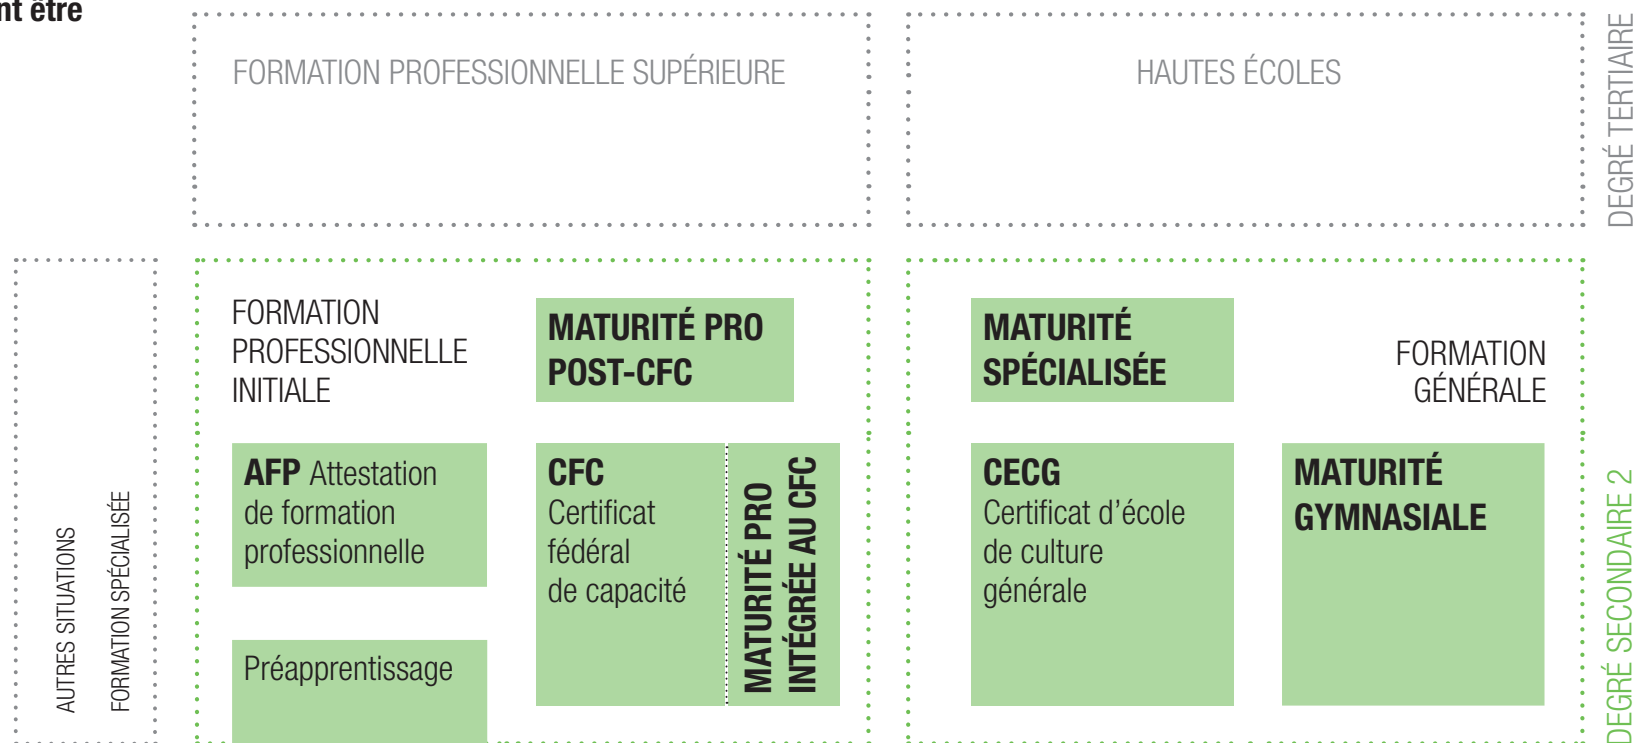 nt être
FORMATION PROFESSIONNELLE SUPÉRIEURE
HAUTES ÉCOLES
DEGRÉ TERTIAIRE
AUTRES SITUATIONS
FORMATION SPÉCIALISÉE
FORMATION
PROFESSIONNELLE
INITIALE
MATURITÉ PRO
POST-CFC
AFP Attestation
de formation
professionnelle
CFC
Certificat
fédéral
de capacité
MATURITÉ PRO
INTÉGRÉE AU CFC
Préapprentissage
MATURITÉ
SPÉCIALISÉE
FORMATION
GÉNÉRALE
CECG
Certificat d’école
de culture
générale
MATURITÉ
GYMNASIALE
DEGRÉ SECONDAIRE 2